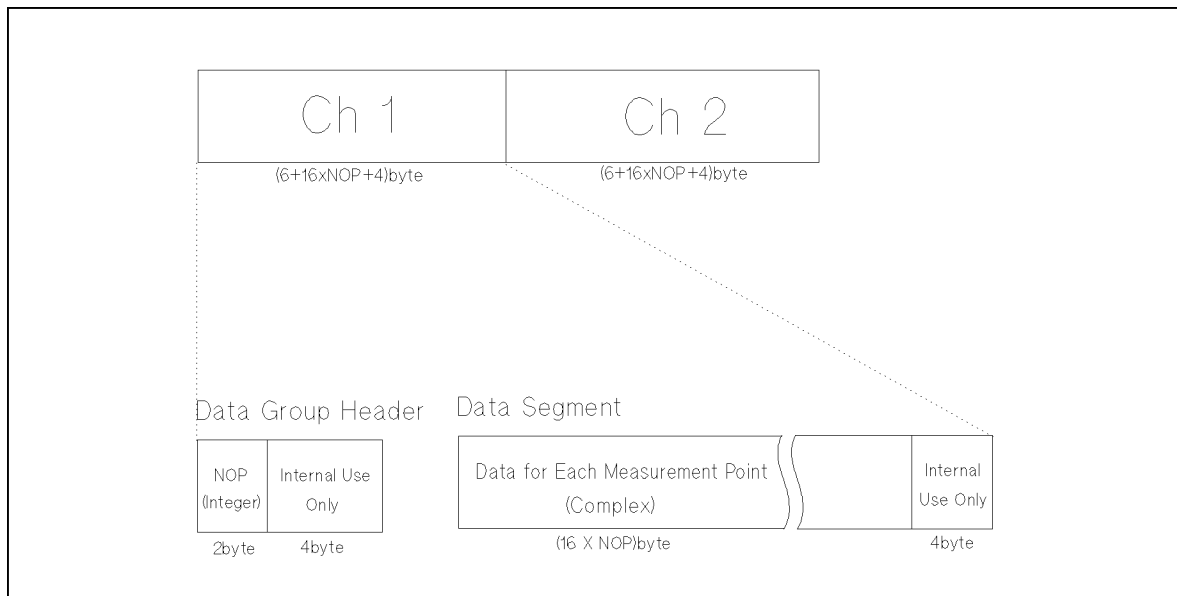 Ch 1
Ch 2
(6+16xNOP+4)byte
(6+16xNOP+4)byte
Data Group Header
Data Segment
NOP
(Integer)
Internal Use
Only
Data for Each Measurement Point
(Complex)
Internal
Use Only
2byte
4byte
(16 X NOP)byte
4byte